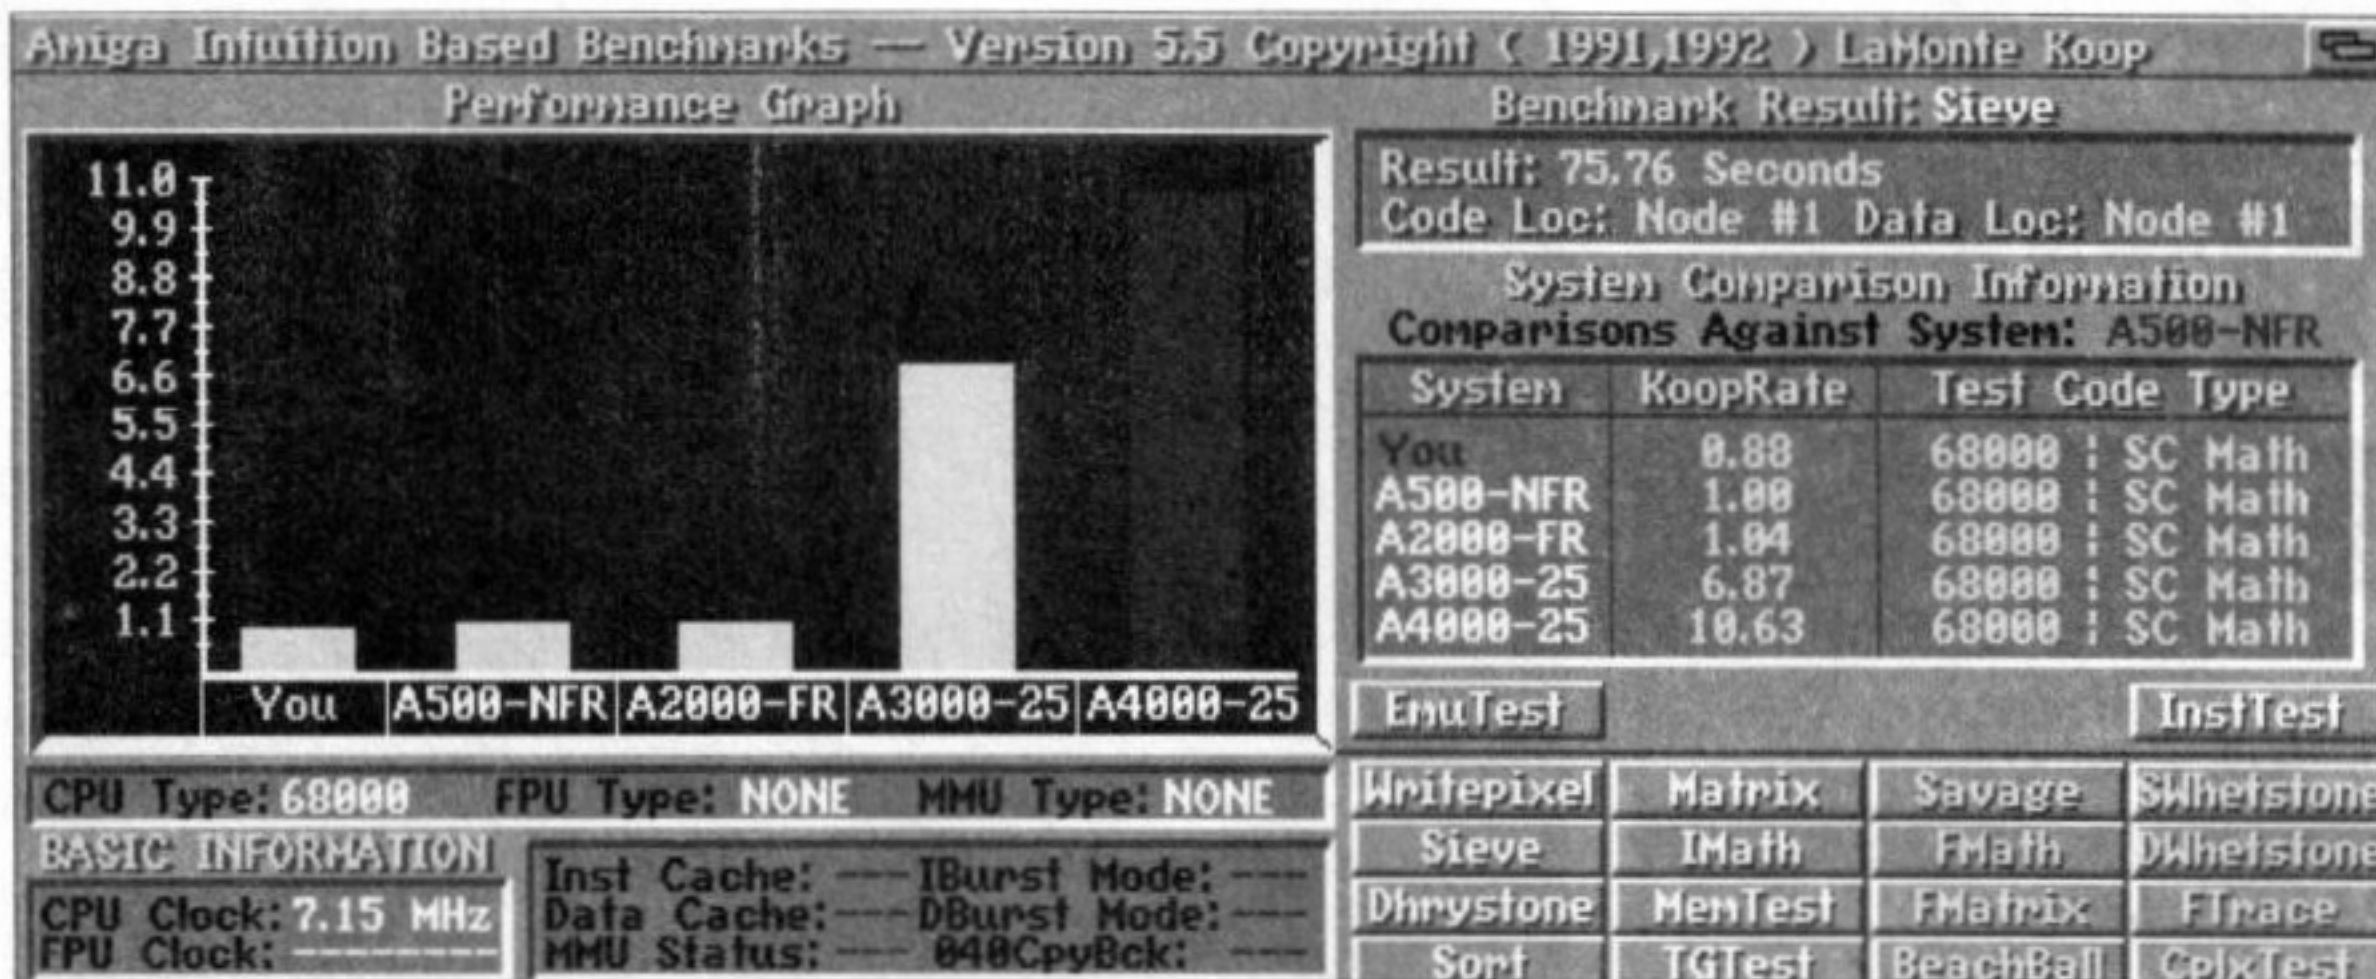 Amiga Intuition Based Benchmarks — Version 5.5 Copyright ( 1991,1992 ) LaMonte Koop
Performance Graph
11.0
9.9
8.8
7.7
6.6
5.5
4.4
3.3
2.2
1.1
You A500-NFR A2000-FR A3000-25 A4000-25
CPU Type: 68000 FPU Type: NONE MMU Type: NONE
BASIC INFORMATION
CPU Clock: 7.15 MHz
FPU Clock: -------
Inst Cache: --- IBurst Mode: ---
Data Cache: --- DBurst Mode: ---
MMU Status: --- 040CpyBck: ---
Benchmark Result: Sieve
Result: 75.76 Seconds
Code Loc: Node #1 Data Loc: Node #1
System Comparison Information
Comparisons Against System: A500-NFR
System KoopRate Test Code Type
You 0.88 68000 ¦ SC Math
A500-NFR 1.00 68000 ¦ SC Math
A2000-FR 1.04 68000 ¦ SC Math
A3000-25 6.87 68000 ¦ SC Math
A4000-25 10.63 68000 ¦ SC Math
EmuTest InstTest
Writepixel Matrix Savage SWhetstone
Sieve IMath FMath DWhetstone
Dhrystone MemTest FMatrix FTrace
Sort TGTest BeachBall CplxTest